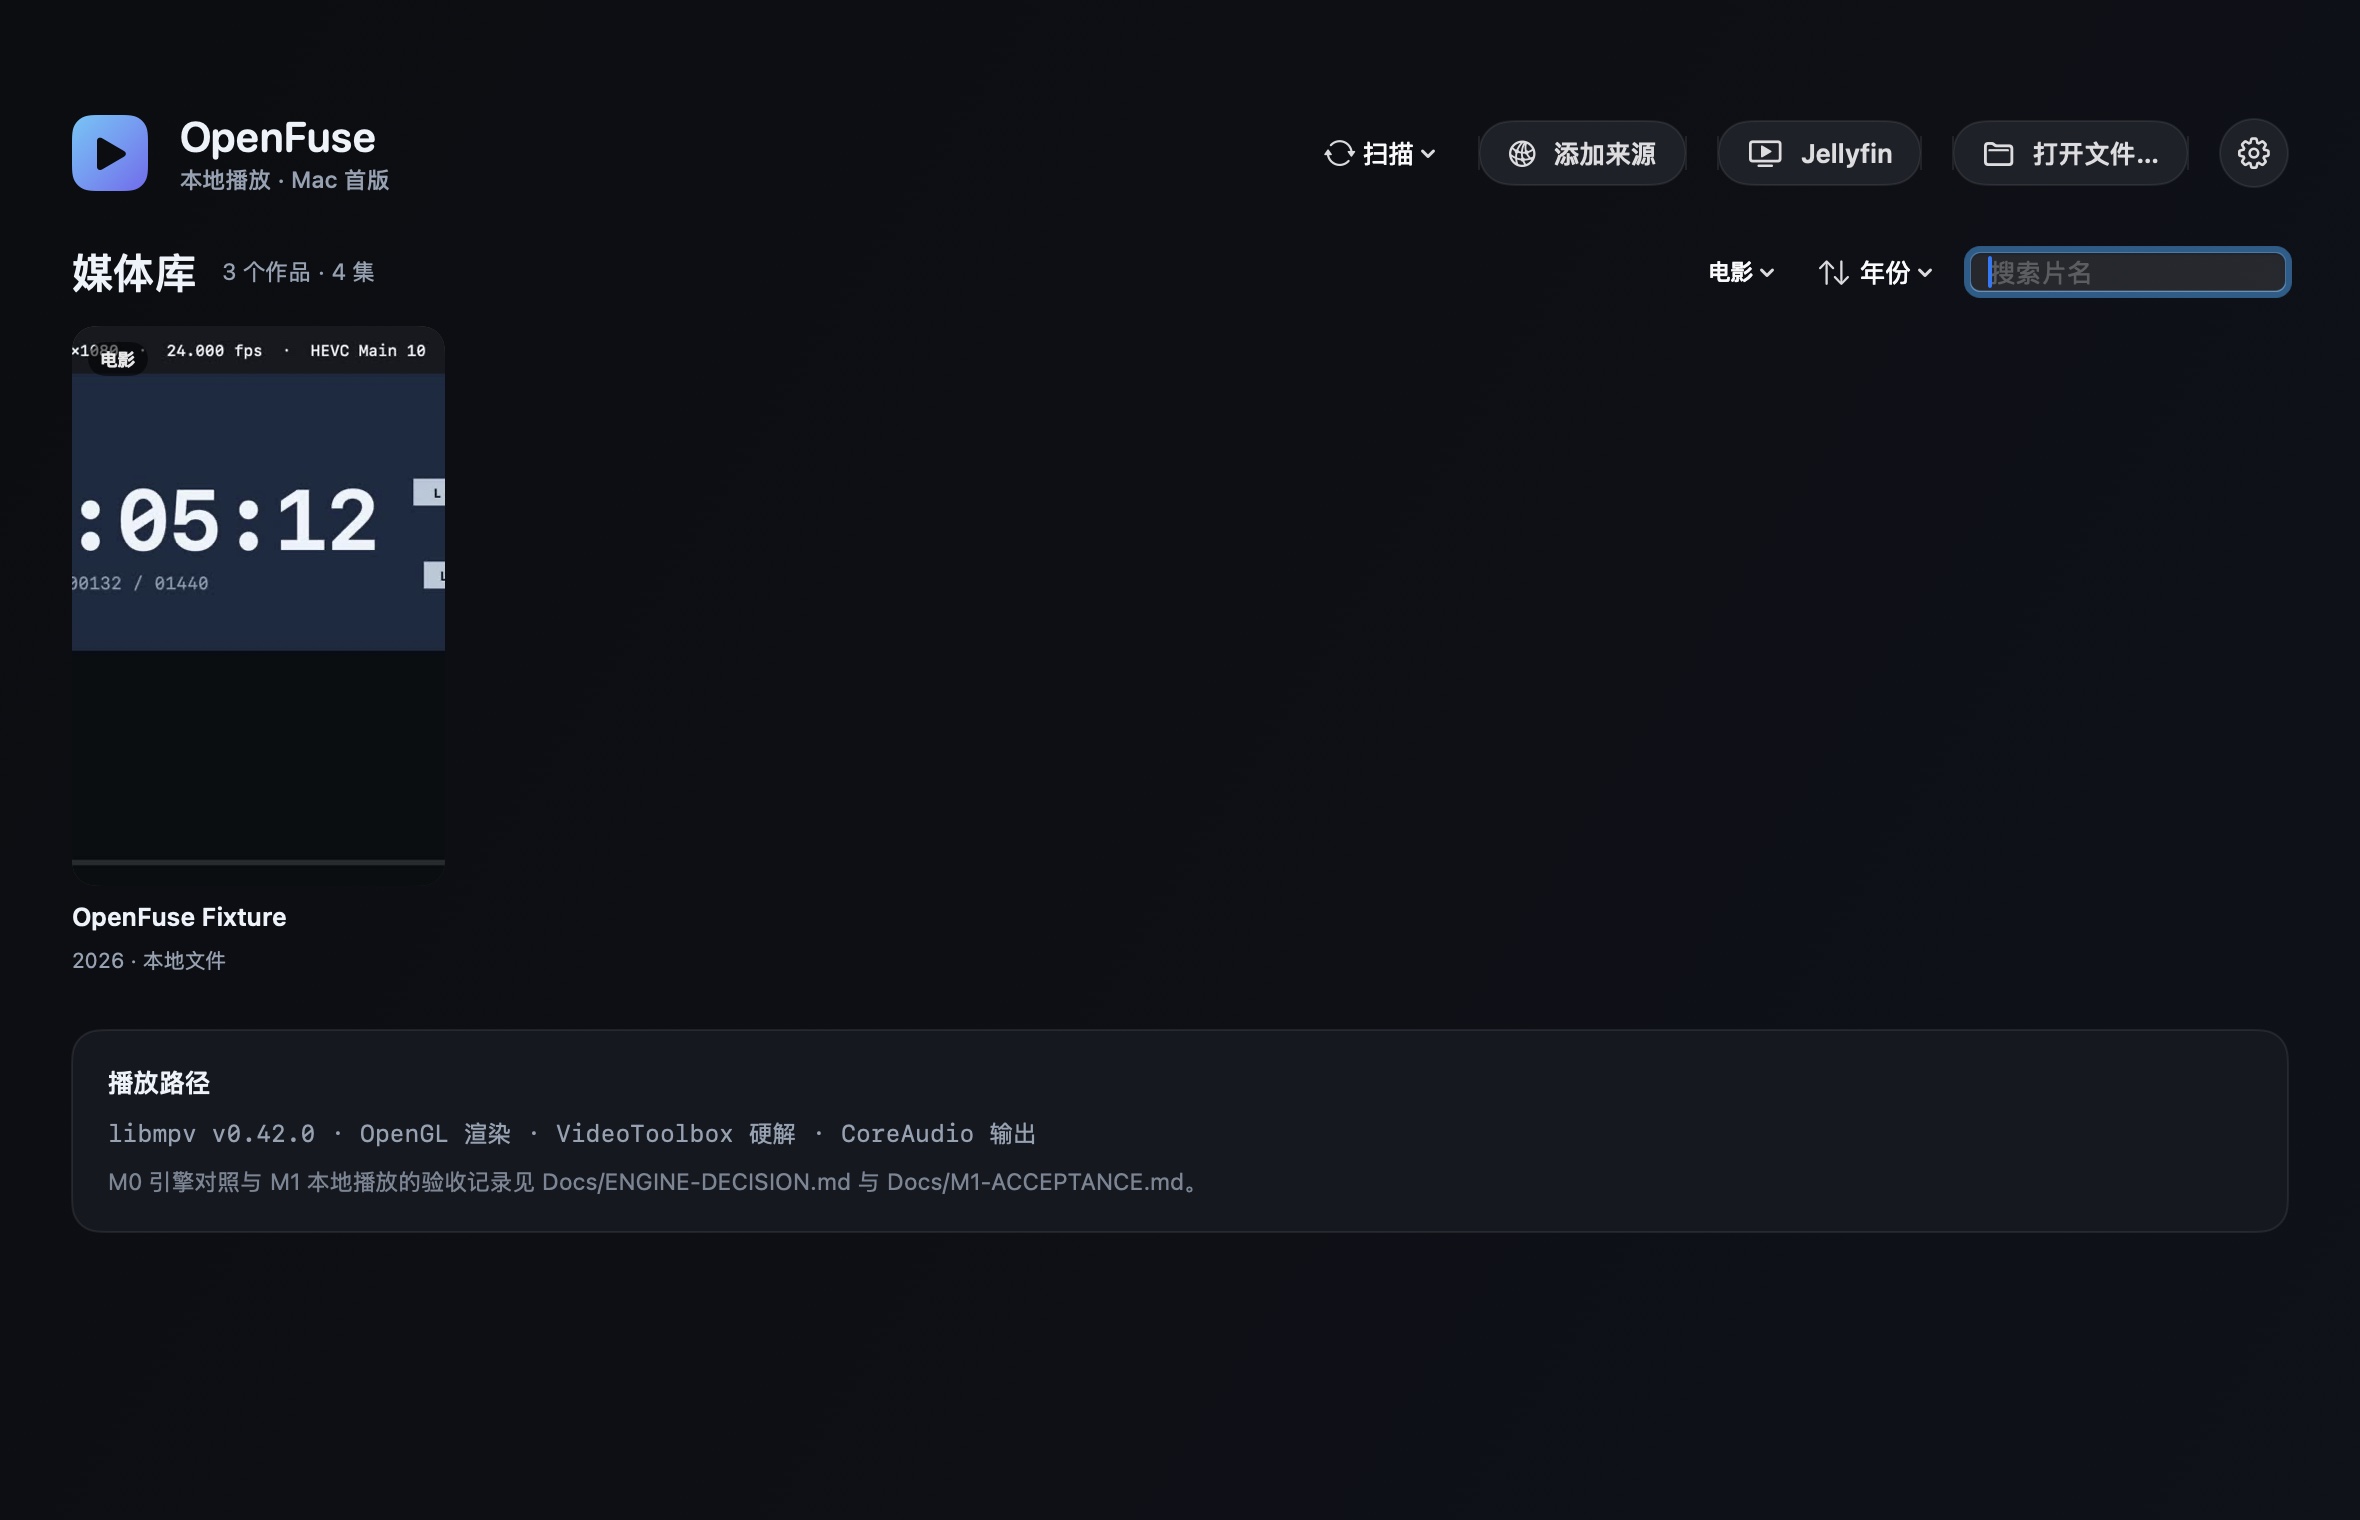 OpenFuse
本地播放 · Mac 首版
扫描
添加来源
Jellyfin
打开文件...
媒体库
3 个作品 · 4 集
电影
年份
搜索片名
×1080 · 24.000 fps · HEVC Main 10
电影
:05:12
L
00132 / 01440
L
OpenFuse Fixture
2026 · 本地文件
播放路径
libmpv v0.42.0 · OpenGL 渲染 · VideoToolbox 硬解 · CoreAudio 输出
M0 引擎对照与 M1 本地播放的验收记录见 Docs/ENGINE-DECISION.md 与 Docs/M1-ACCEPTANCE.md。